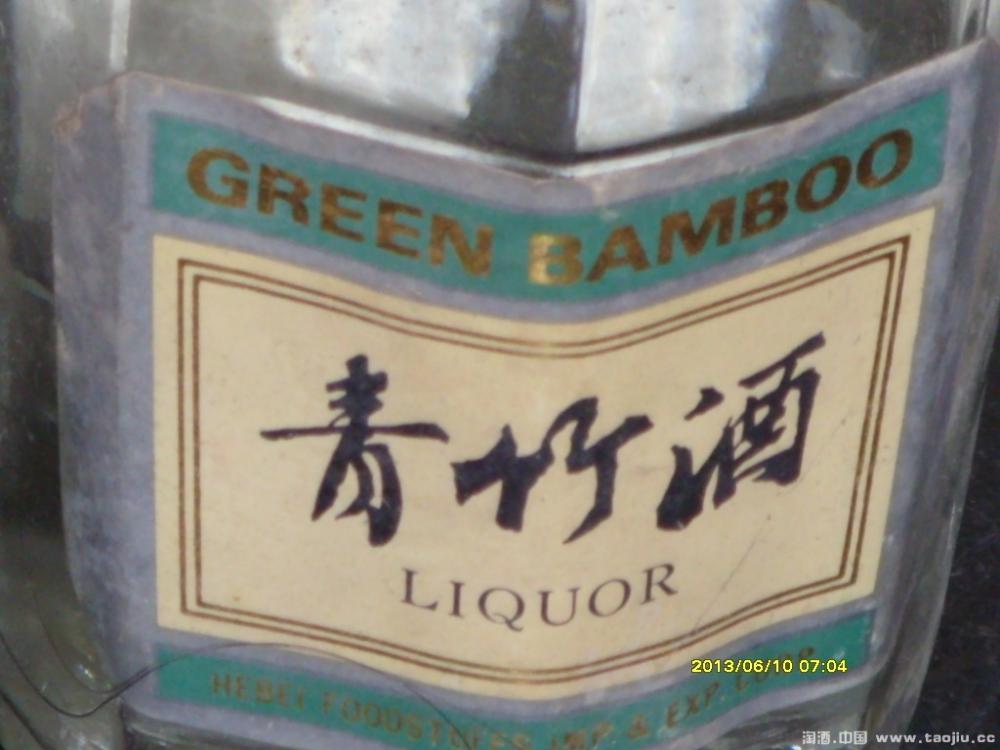 GREEN BAMBOO
青竹酒
LIQUOR
HEBEI FOODSTUFFS IMP. & EXP.
2013/06/10 07:04
淘酒.中国 www.taojiu.cc